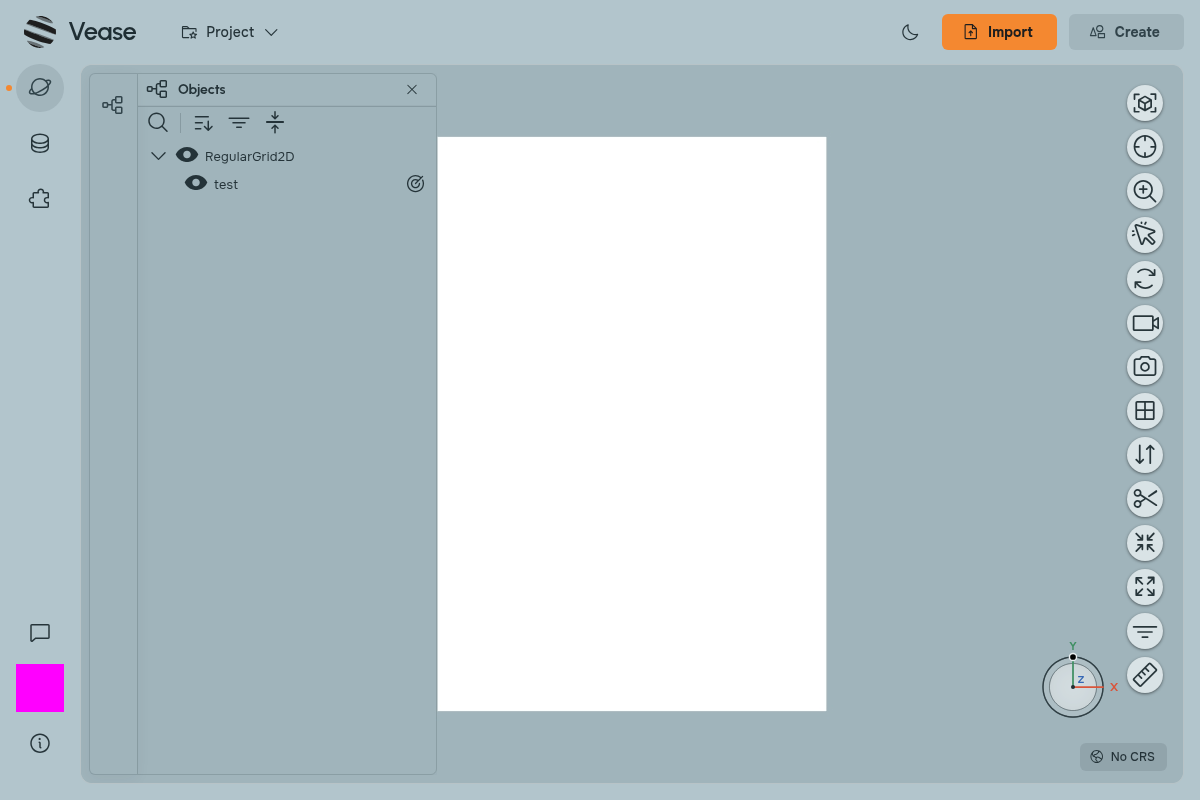 Vease
Project
Import
Create
Objects
RegularGrid2D
test
Y
Z
X
No CRS